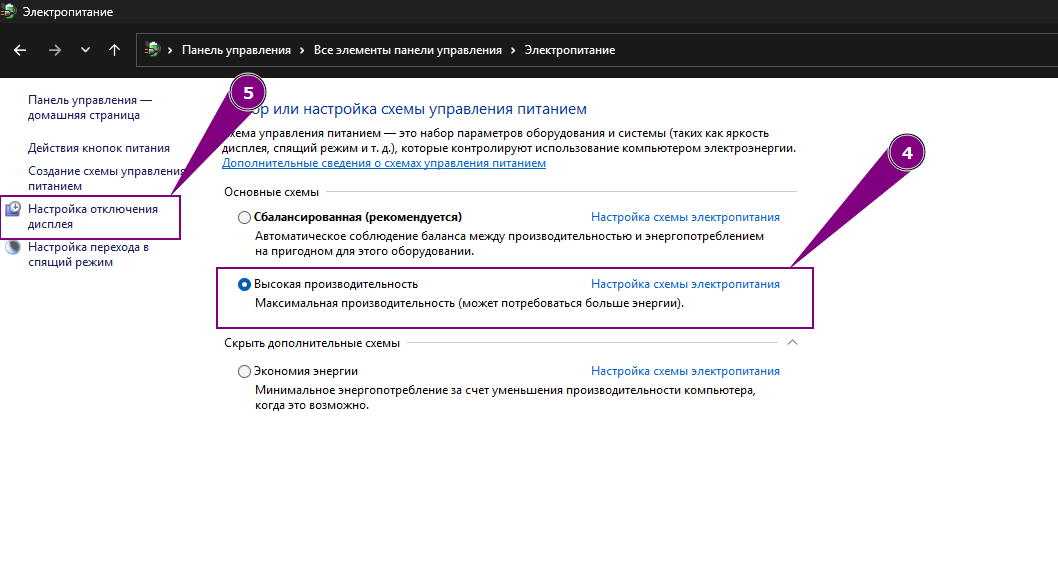 Электропитание
Панель управления › Все элементы панели управления › Электропитание
5
4
Панель управления —
домашняя страница
Действия кнопок питания
Создание схемы управления
питанием
Настройка отключения
дисплея
Настройка перехода в
спящий режим
ор или настройка схемы управления питанием
хема управления питанием — это набор параметров оборудования и системы (таких как яркость
дисплея, спящий режим и т. д.), которые контролируют использование компьютером электроэнергии.
Дополнительные сведения о схемах управления питанием
Основные схемы
Сбалансированная (рекомендуется) Настройка схемы электропитания
Автоматическое соблюдение баланса между производительностью и энергопотреблением
на пригодном для этого оборудовании.
Высокая производительность Настройка схемы электропитания
Максимальная производительность (может потребоваться больше энергии).
Скрыть дополнительные схемы
Экономия энергии Настройка схемы электропитания
Минимальное энергопотребление за счет уменьшения производительности компьютера,
когда это возможно.